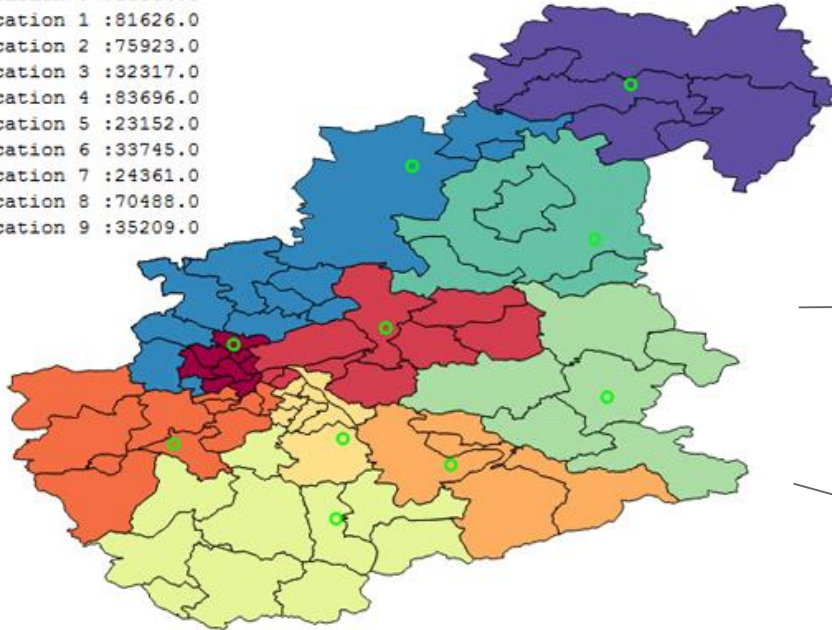 cation 1 :81626.0
cation 2 :75923.0
cation 3 :32317.0
cation 4 :83696.0
cation 5 :23152.0
cation 6 :33745.0
cation 7 :24361.0
cation 8 :70488.0
cation 9 :35209.0